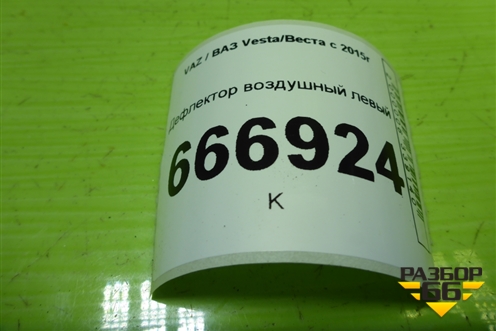 VAZ / ВАЗ Vesta/Веста с 2015г
Дефлектор воздушный левый
666924
К
РАЗБОР
66